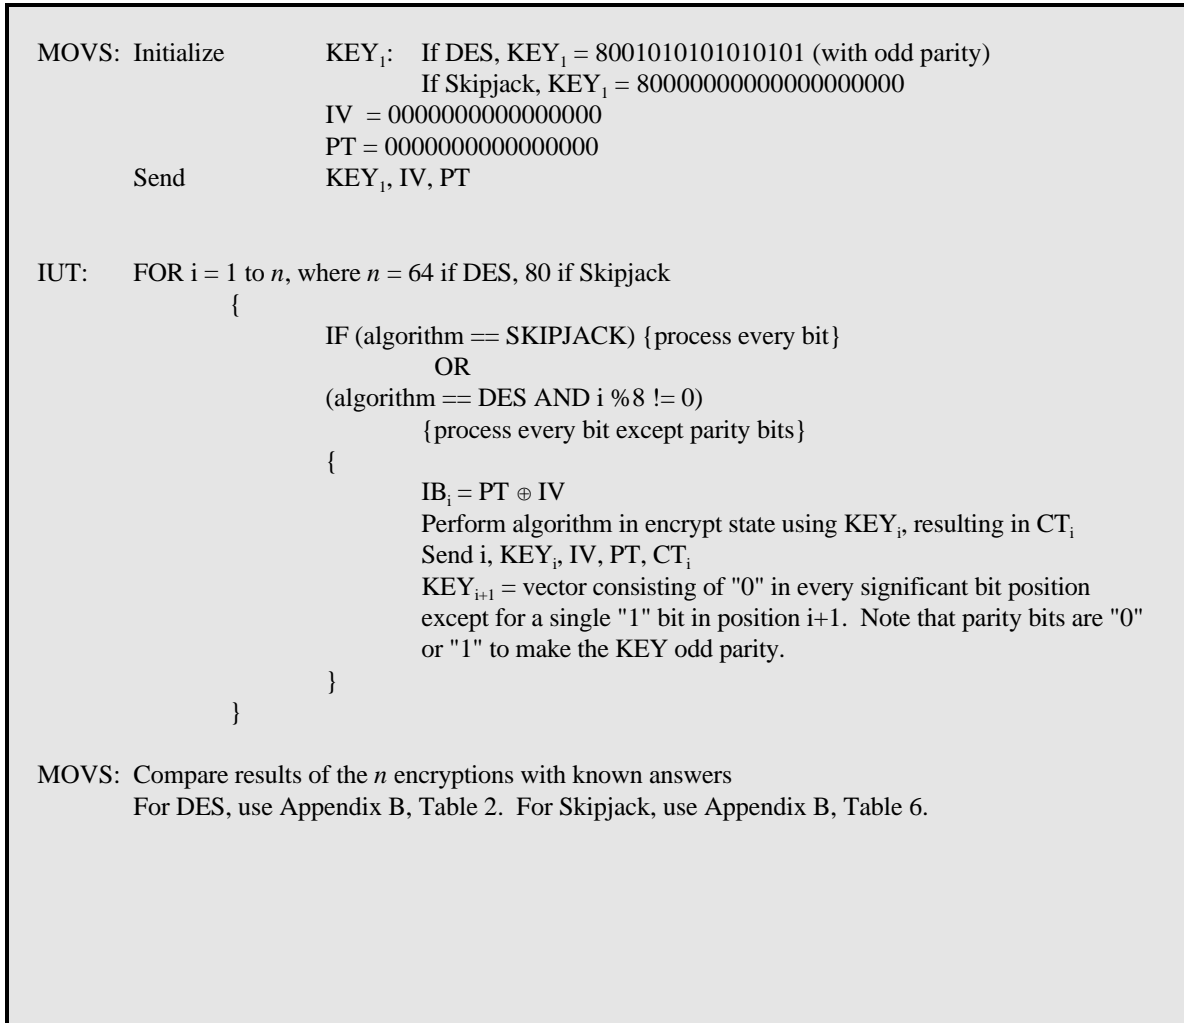 MOVS: Initialize KEY₁: If DES, KEY₁ = 8001010101010101 (with odd parity)
If Skipjack, KEY₁ = 80000000000000000000
IV = 0000000000000000
PT = 0000000000000000
Send KEY₁, IV, PT
IUT: FOR i = 1 to n, where n = 64 if DES, 80 if Skipjack
{
IF (algorithm == SKIPJACK) {process every bit}
OR
(algorithm == DES AND i %8 != 0)
{process every bit except parity bits}
{
IBᵢ = PT ⊕ IV
Perform algorithm in encrypt state using KEYᵢ, resulting in CTᵢ
Send i, KEYᵢ, IV, PT, CTᵢ
KEYᵢ₊₁ = vector consisting of "0" in every significant bit position
except for a single "1" bit in position i+1. Note that parity bits are "0"
or "1" to make the KEY odd parity.
}
}
MOVS: Compare results of the n encryptions with known answers
For DES, use Appendix B, Table 2. For Skipjack, use Appendix B, Table 6.